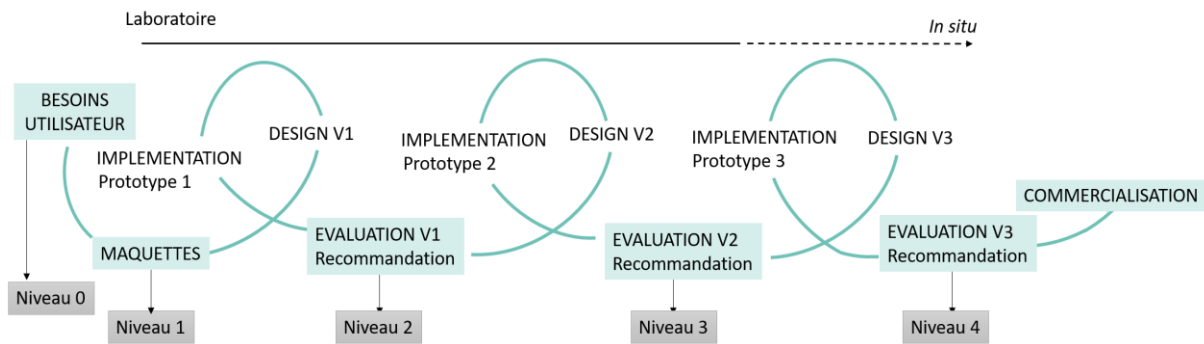 Laboratoire
In situ
BESOINS
UTILISATEUR
IMPLEMENTATION
Prototype 1
DESIGN V1
IMPLEMENTATION
Prototype 2
DESIGN V2
IMPLEMENTATION
Prototype 3
DESIGN V3
MAQUETTES
EVALUATION V1
Recommandation
EVALUATION V2
Recommandation
EVALUATION V3
Recommandation
COMMERCIALISATION
Niveau 0
Niveau 1
Niveau 2
Niveau 3
Niveau 4